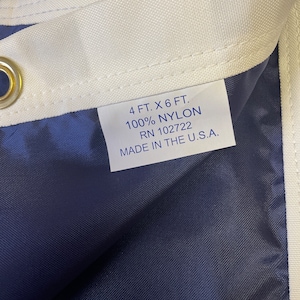 4 FT. X 6 FT.
100% NYLON
RN 102722
MADE IN THE U.S.A.